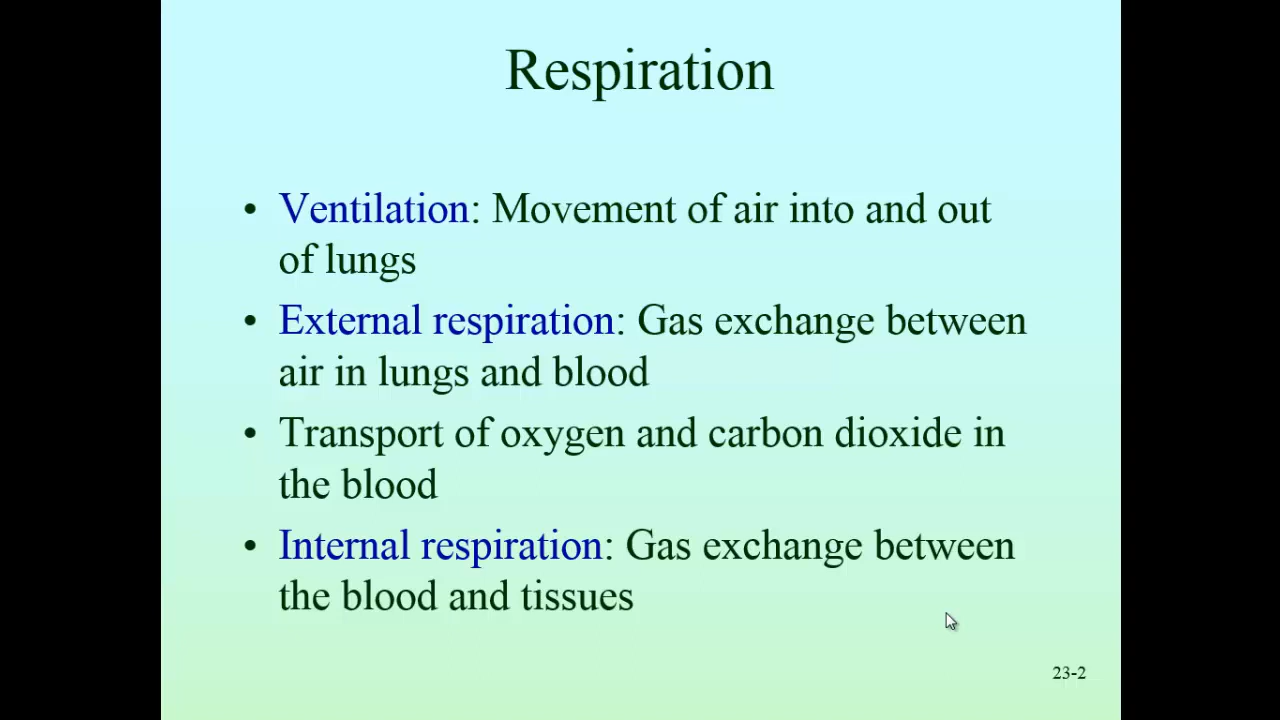 Respiration
• Ventilation: Movement of air into and out
of lungs
• External respiration: Gas exchange between
air in lungs and blood
• Transport of oxygen and carbon dioxide in
the blood
• Internal respiration: Gas exchange between
the blood and tissues
23-2